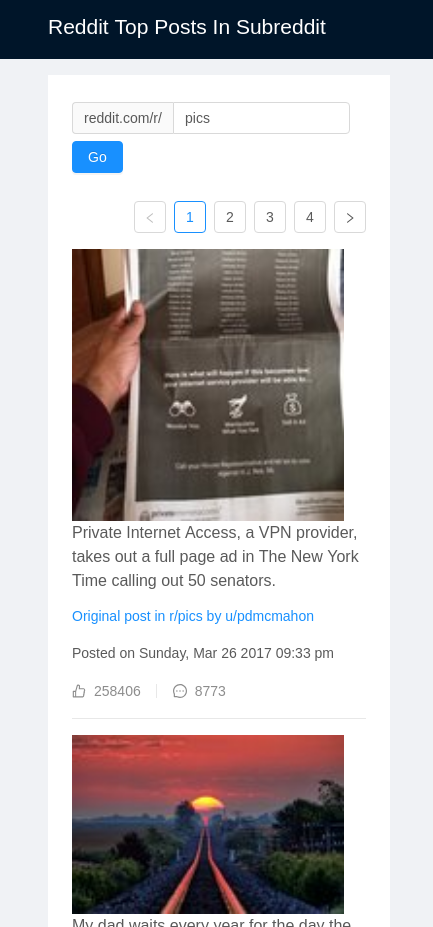 Reddit Top Posts In Subreddit
reddit.com/r/ pics
Go
1 2 3 4
Here is what will happen if this becomes law,
your internet service provider will be able to...
Monitor You
Manipulate
What You See
Sell It All
Call your House Representative
Private Internet Access, a VPN provider,
takes out a full page ad in The New York
Time calling out 50 senators.
Original post in r/pics by u/pdmcmahon
Posted on Sunday, Mar 26 2017 09:33 pm
258406 8773
My dad waits every year for the day the